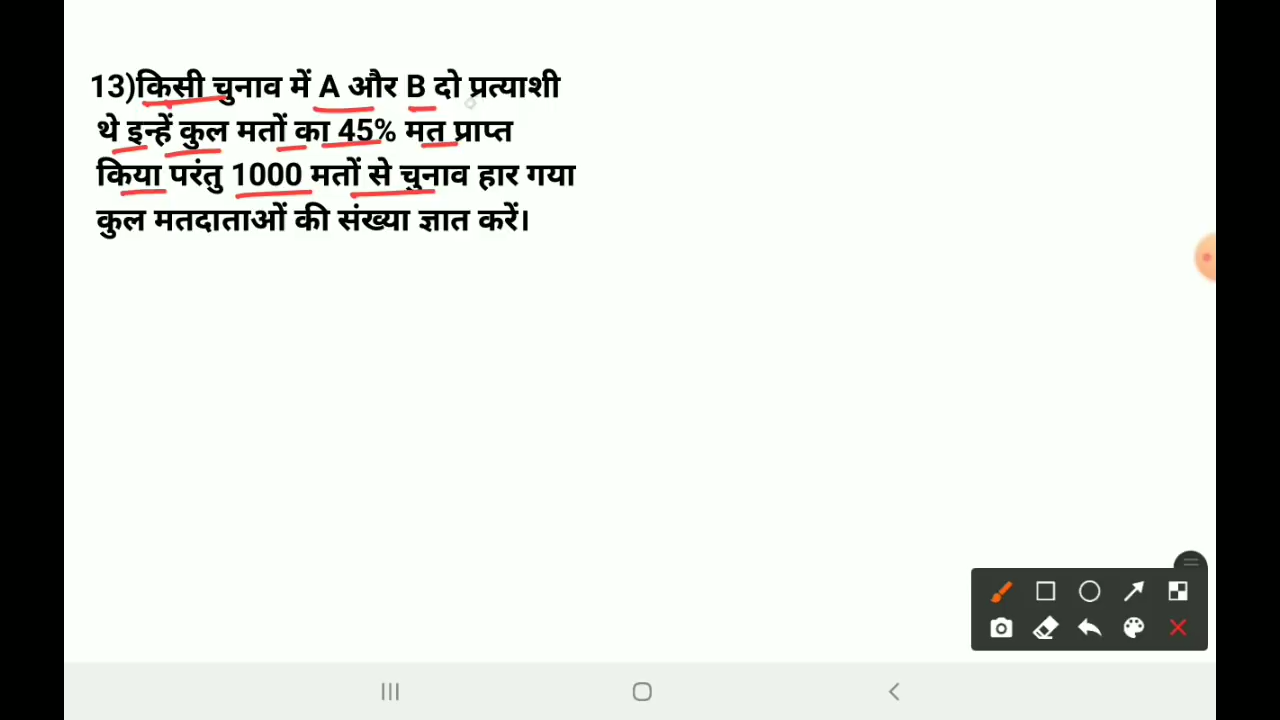 13)किसी चुनाव में A और B दो प्रत्याशी
थे इन्हें कुल मतों का 45% मत प्राप्त
किया परंतु 1000 मतों से चुनाव हार गया
कुल मतदाताओं की संख्या ज्ञात करें।